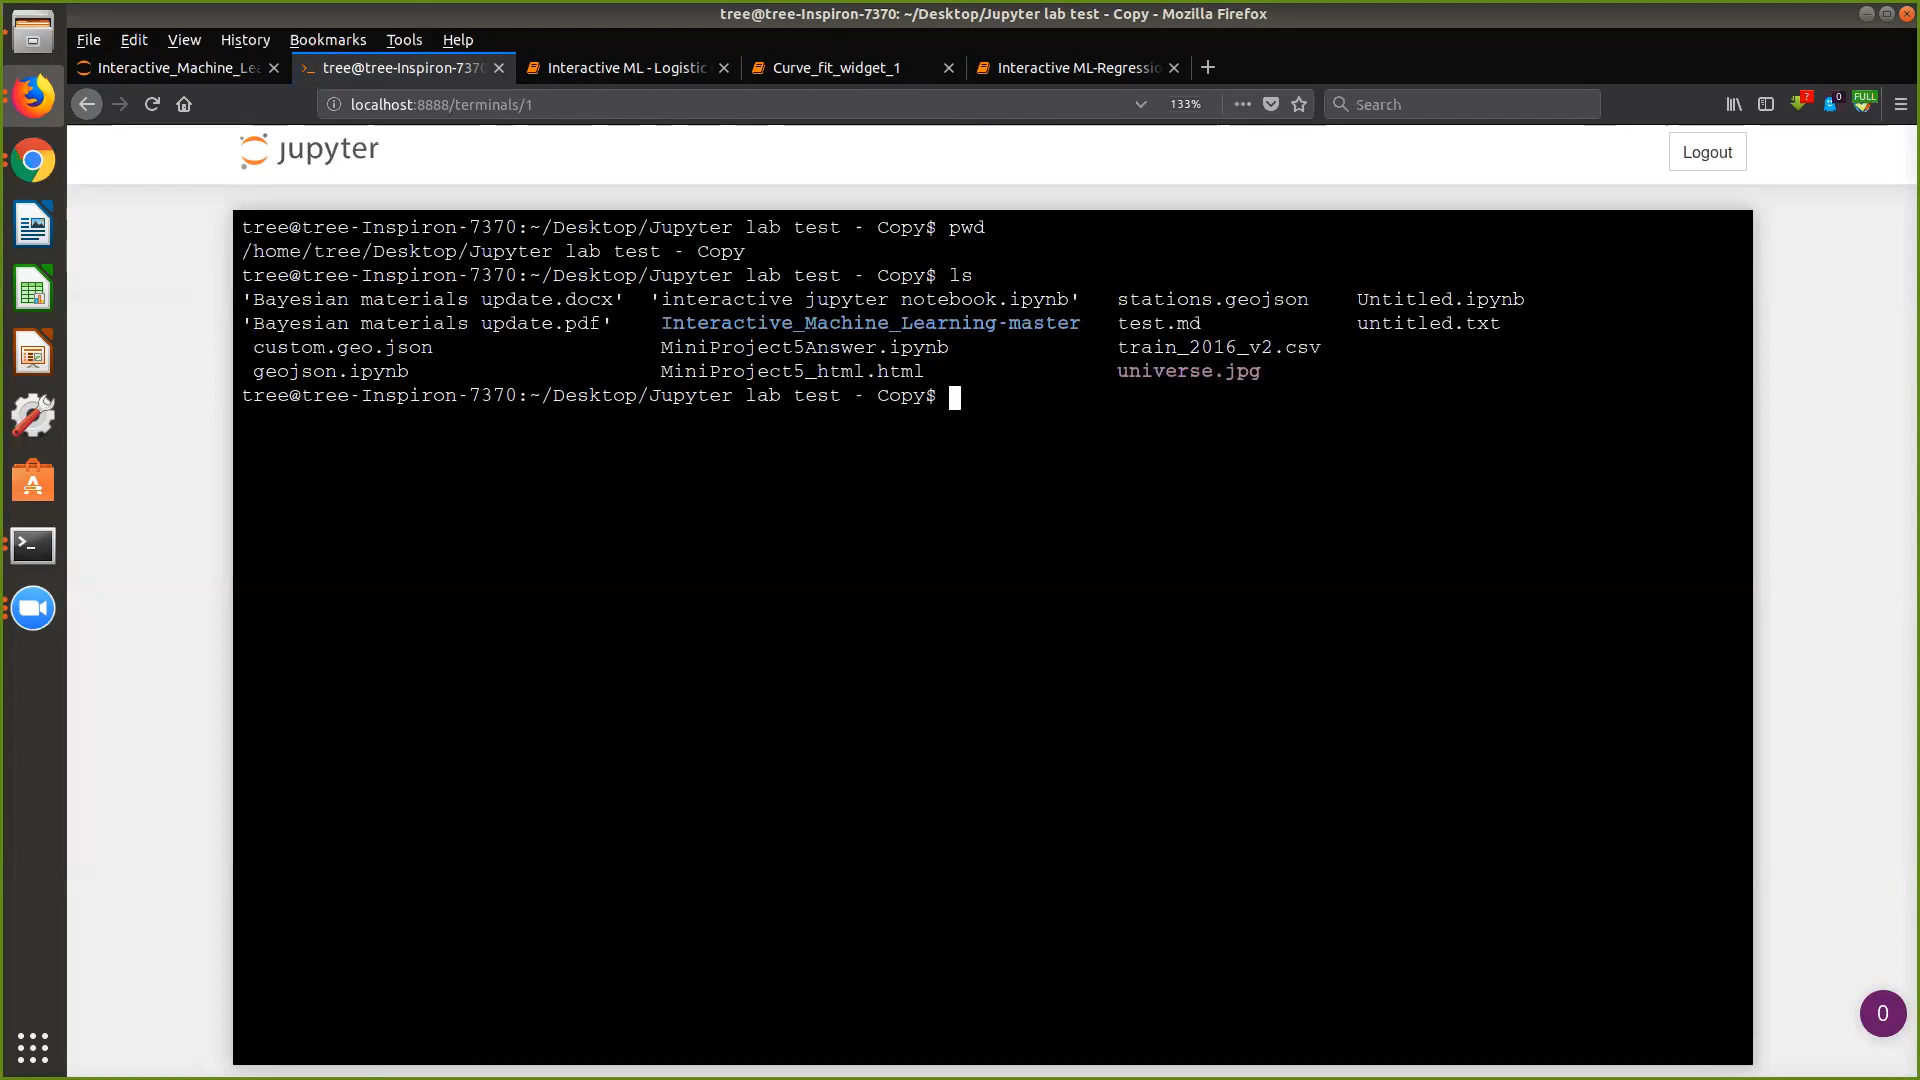 tree@tree-Inspiron-7370: ~/Desktop/Jupyter lab test - Copy - Mozilla Firefox
File Edit View History Bookmarks Tools Help
Interactive_Machine_Le tree@tree-Inspiron-737 Interactive ML - Logistic Curve_fit_widget_1 Interactive ML-Regressio
localhost:8888/terminals/1 133% Search ? 0 FULL
jupyter Logout
tree@tree-Inspiron-7370:~/Desktop/Jupyter lab test - Copy$ pwd
/home/tree/Desktop/Jupyter lab test - Copy
tree@tree-Inspiron-7370:~/Desktop/Jupyter lab test - Copy$ ls
'Bayesian materials update.docx' 'interactive jupyter notebook.ipynb' stations.geojson Untitled.ipynb
'Bayesian materials update.pdf' Interactive_Machine_Learning-master test.md untitled.txt
custom.geo.json MiniProject5Answer.ipynb train_2016_v2.csv
geojson.ipynb MiniProject5_html.html universe.jpg
tree@tree-Inspiron-7370:~/Desktop/Jupyter lab test - Copy$
0